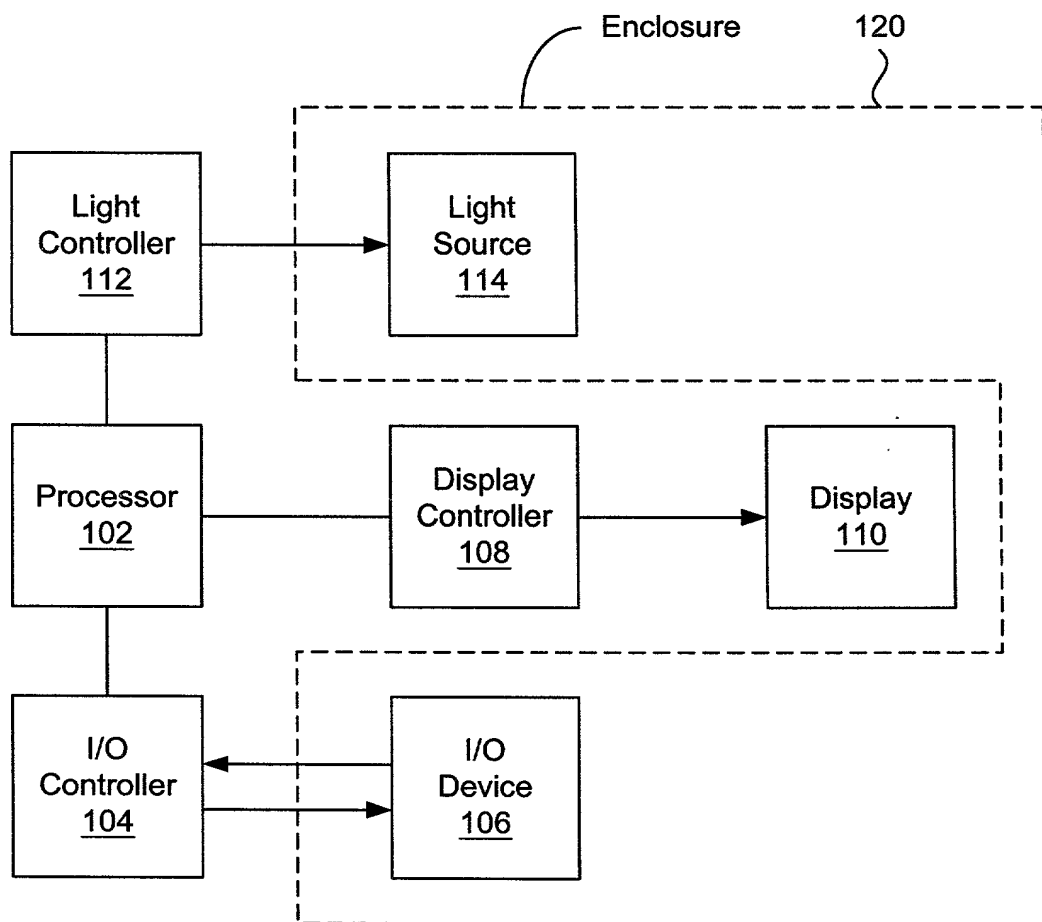 Enclosure
120
Light
Controller
112
Light
Source
114
Processor
102
Display
Controller
108
Display
110
I/O
Controller
104
I/O
Device
106